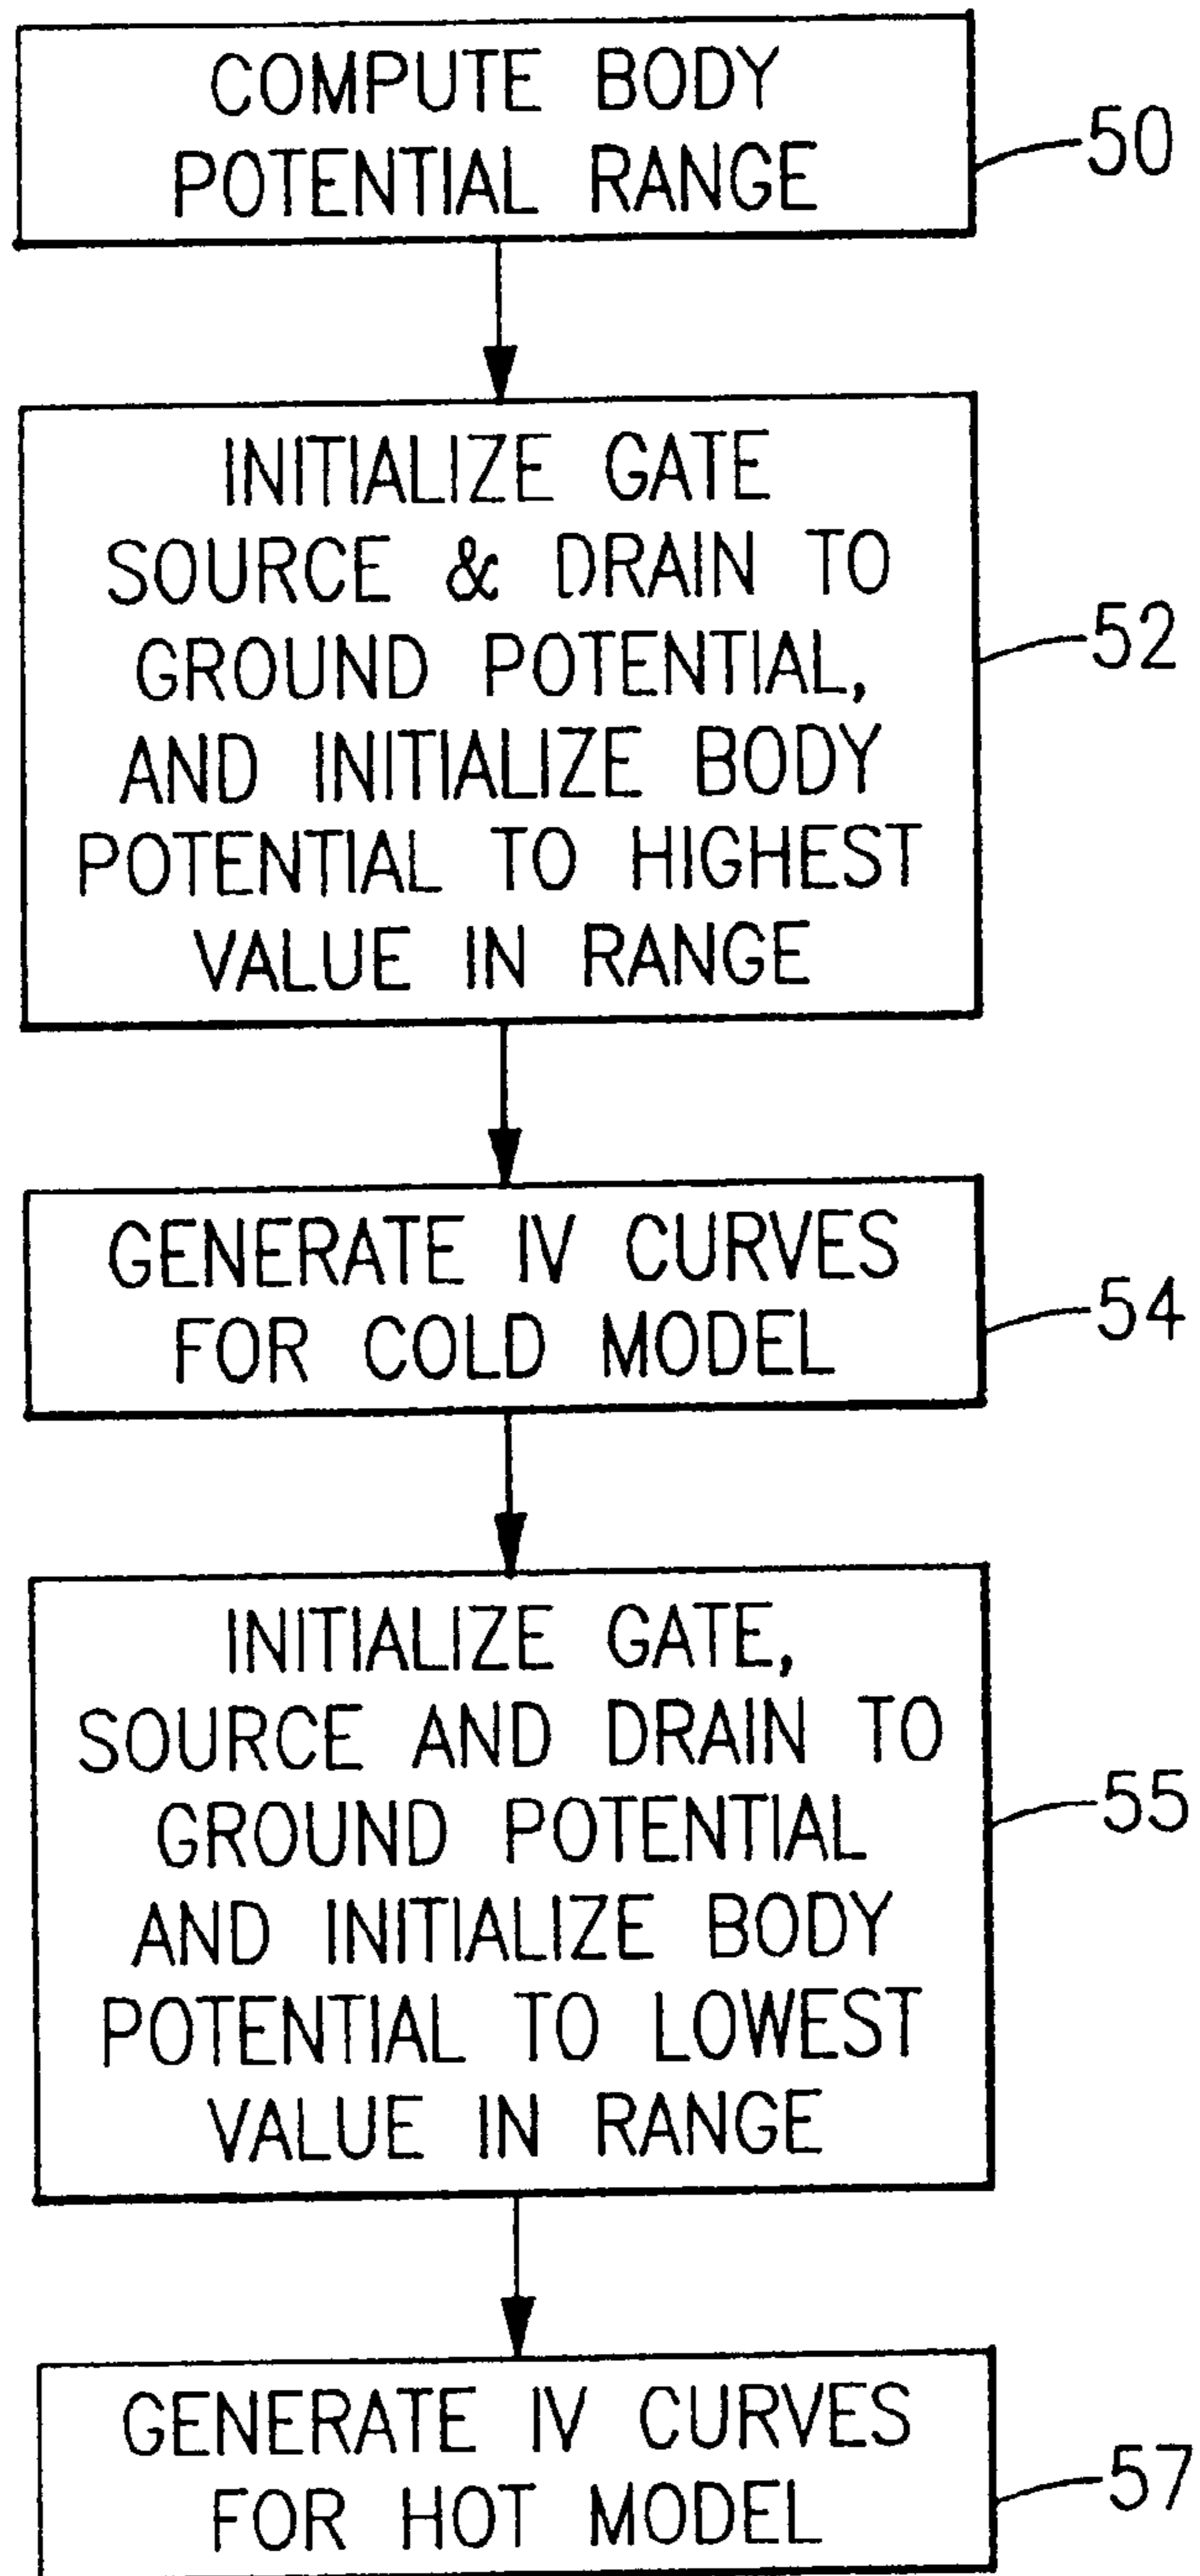 COMPUTE BODY
POTENTIAL RANGE
50
INITIALIZE GATE
SOURCE & DRAIN TO
GROUND POTENTIAL,
AND INITIALIZE BODY
POTENTIAL TO HIGHEST
VALUE IN RANGE
52
GENERATE IV CURVES
FOR COLD MODEL
54
INITIALIZE GATE,
SOURCE AND DRAIN TO
GROUND POTENTIAL
AND INITIALIZE BODY
POTENTIAL TO LOWEST
VALUE IN RANGE
55
GENERATE IV CURVES
FOR HOT MODEL
57